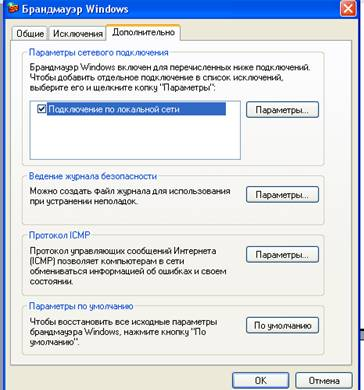 Брандмауэр Windows
Общие Исключения Дополнительно
Параметры сетевого подключения
Брандмауэр Windows включен для перечисленных ниже подключений.
Чтобы добавить отдельное подключение в список исключений,
выберите его и щелкните копку "Параметры":
Подключение по локальной сети
Параметры...
Ведение журнала безопасности
Можно создать файл журнала для использования
при устранении неполадок.
Параметры...
Протокол ICMP
Протокол управляющих сообщений Интернета
(ICMP) позволяет компьютерам в сети
обмениваться информацией об ошибках и своем
состоянии.
Параметры...
Параметры по умолчанию
Чтобы восстановить все исходные параметры
брандмауэра Windows, нажмите кнопку "По
умолчанию".
По умолчанию
OK Отмена